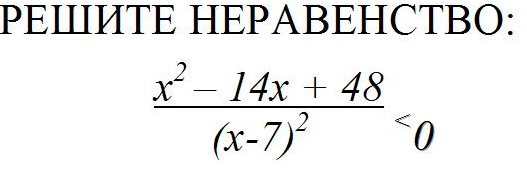 РЕШИТЕ НЕРАВЕНСТВО:
x² – 14x + 48
(x-7)² <0